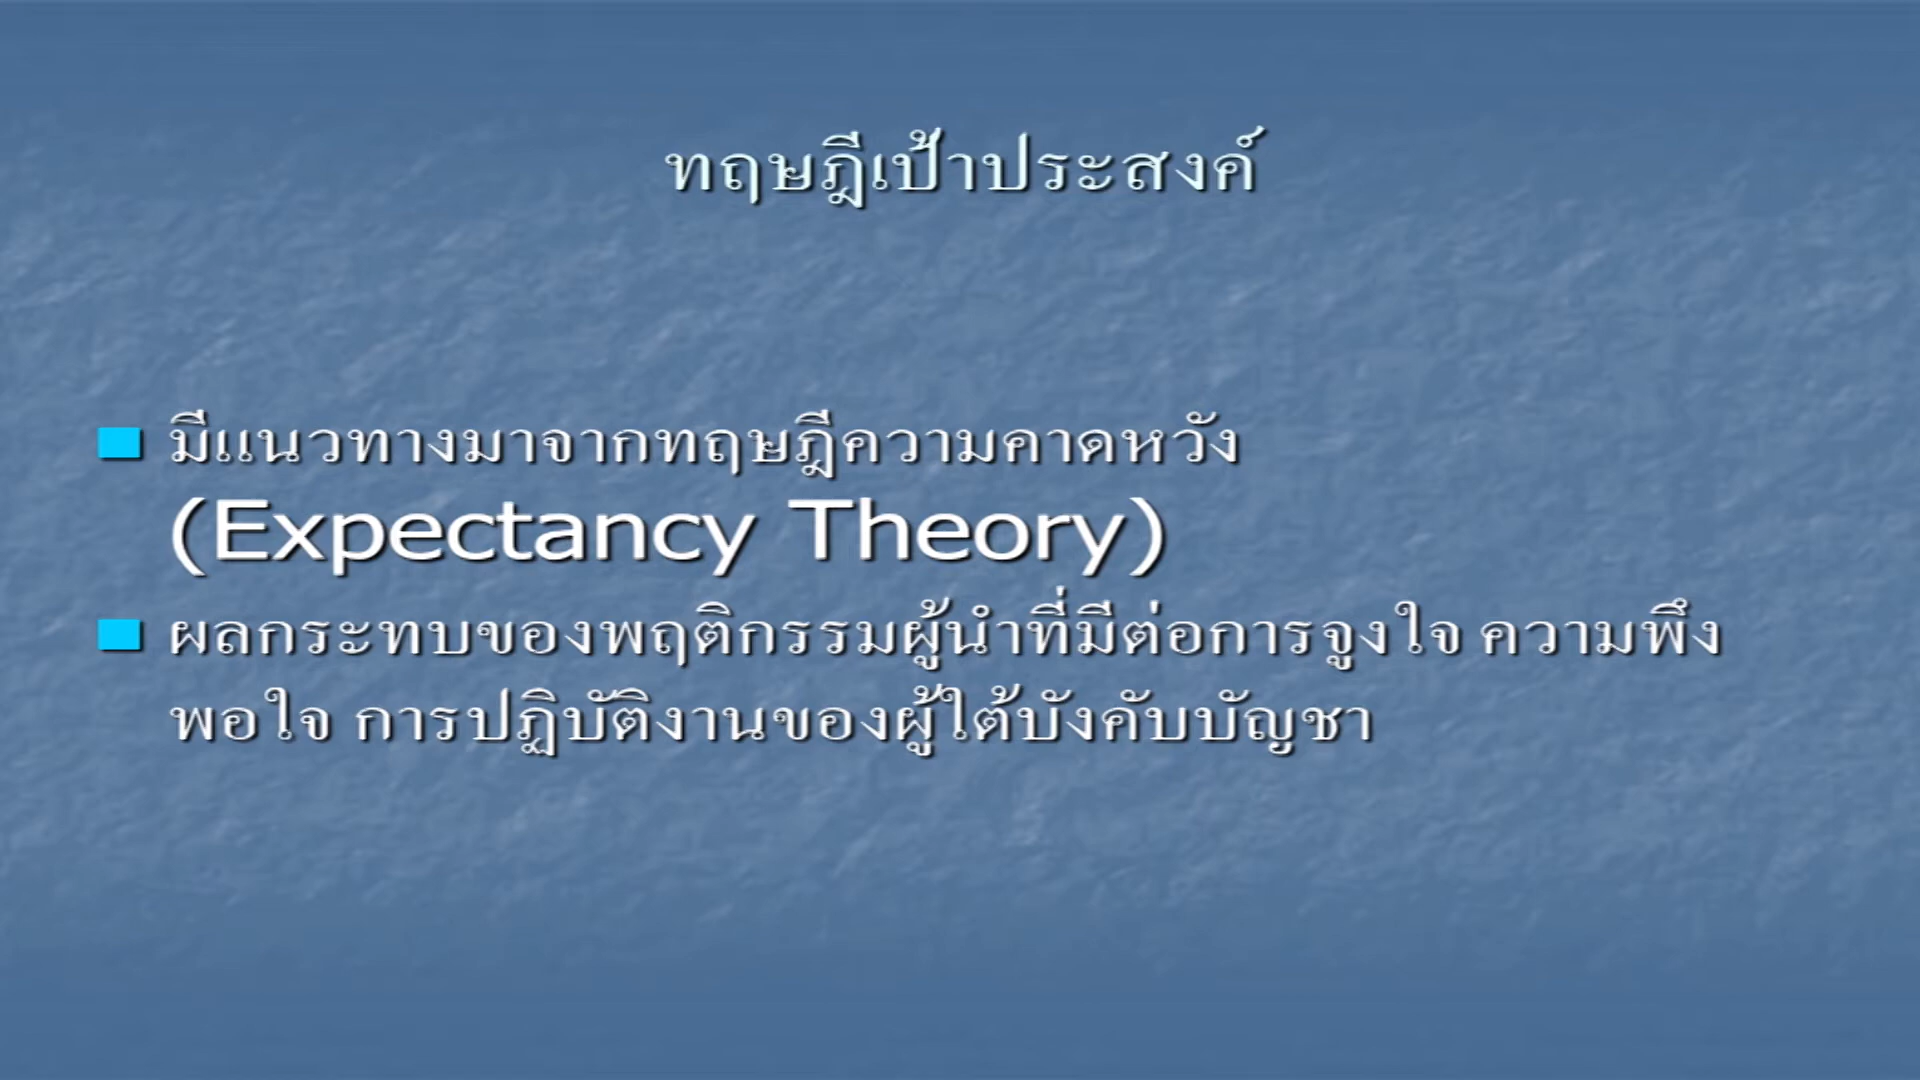 ทฤษฎีเป้าประสงค์
มีแนวทางมาจากทฤษฎีความคาดหวัง
(Expectancy Theory)
ผลกระทบของพฤติกรรมผู้นำที่มีต่อการจูงใจ ความพึง
พอใจ การปฏิบัติงานของผู้ใต้บังคับบัญชา